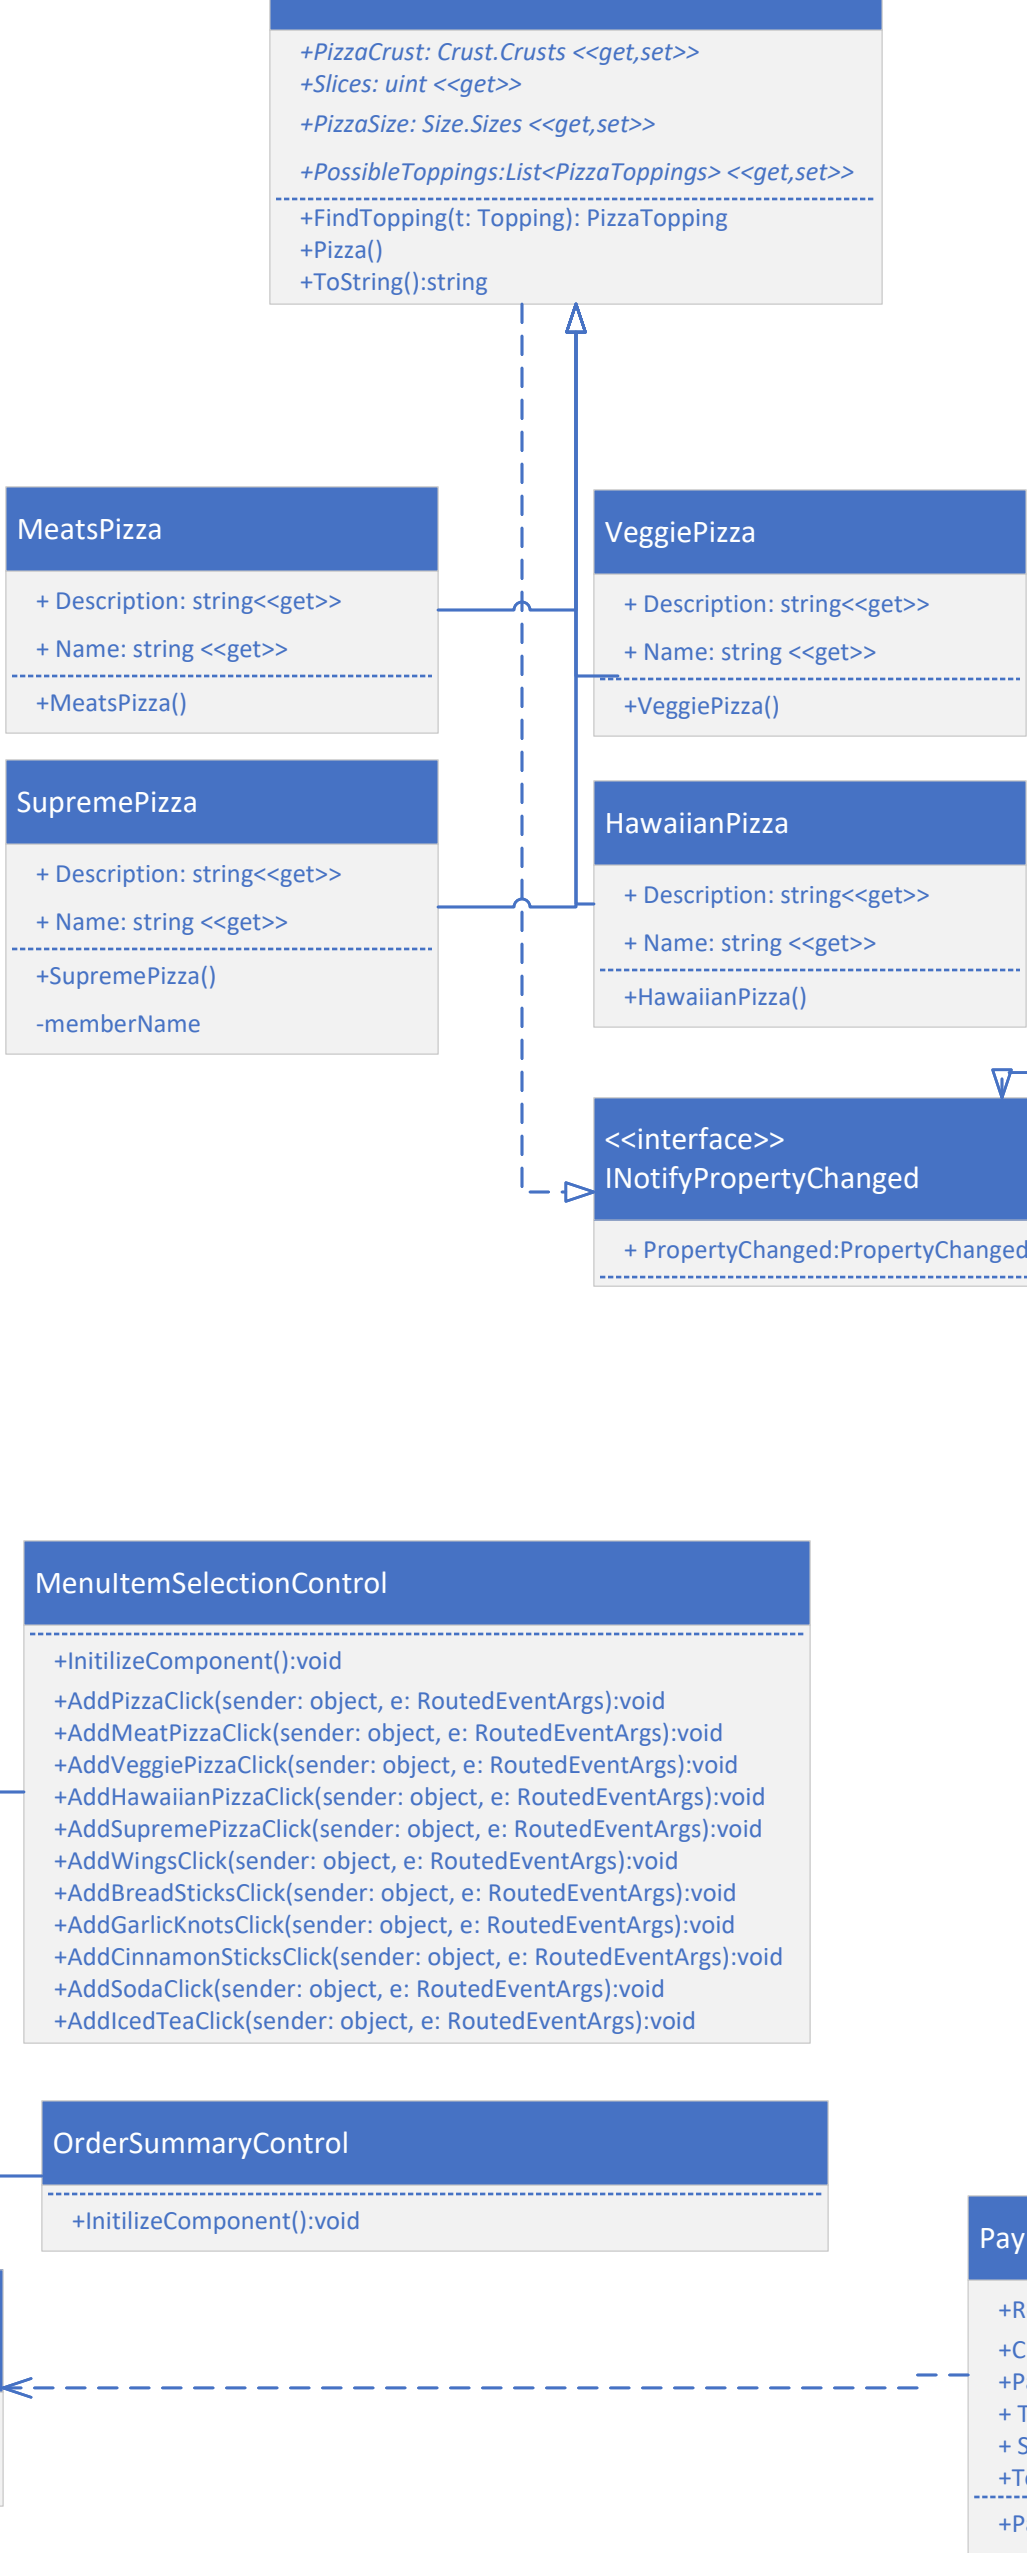 +PizzaCrust: Crust.Crusts <<get,set>>
+Slices: uint <<get>>
+PizzaSize: Size.Sizes <<get,set>>
+PossibleToppings:List<PizzaToppings> <<get,set>>
+FindTopping(t: Topping): PizzaTopping
+Pizza()
+ToString():string
MeatsPizza
+ Description: string<<get>>
+ Name: string <<get>>
+MeatsPizza()
VeggiePizza
+ Description: string<<get>>
+ Name: string <<get>>
+VeggiePizza()
SupremePizza
+ Description: string<<get>>
+ Name: string <<get>>
+SupremePizza()
-memberName
HawaiianPizza
+ Description: string<<get>>
+ Name: string <<get>>
+HawaiianPizza()
<<interface>>
INotifyPropertyChanged
+ PropertyChanged:PropertyChanged
MenuItemSelectionControl
+InitilizeComponent():void
+AddPizzaClick(sender: object, e: RoutedEventArgs):void
+AddMeatPizzaClick(sender: object, e: RoutedEventArgs):void
+AddVeggiePizzaClick(sender: object, e: RoutedEventArgs):void
+AddHawaiianPizzaClick(sender: object, e: RoutedEventArgs):void
+AddSupremePizzaClick(sender: object, e: RoutedEventArgs):void
+AddWingsClick(sender: object, e: RoutedEventArgs):void
+AddBreadSticksClick(sender: object, e: RoutedEventArgs):void
+AddGarlicKnotsClick(sender: object, e: RoutedEventArgs):void
+AddCinnamonSticksClick(sender: object, e: RoutedEventArgs):void
+AddSodaClick(sender: object, e: RoutedEventArgs):void
+AddIcedTeaClick(sender: object, e: RoutedEventArgs):void
OrderSummaryControl
+InitilizeComponent():void
Pay